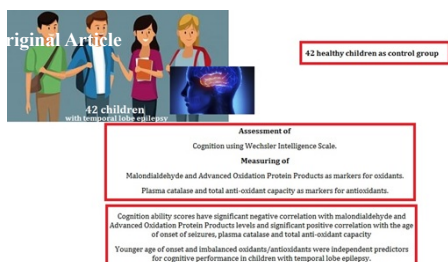 riginal Article
42 healthy children as control group
42 children
with temporal lobe epilepsy
Assessment of
Cognition using Wechsler Intelligence Scale.
Measuring of
Malondialdehyde and Advanced Oxidation Protein Products as markers for oxidants.
Plasma catalase and total anti-oxidant capacity as markers for antioxidants.
Cognition ability scores have significant negative correlation with malondialdehyde and
Advanced Oxidation Protein Products levels and significant positive correlation with the age
of onset of seizures, plasma catalase and total anti-oxidant capacity
Younger age of onset and imbalanced oxidants/antioxidants were independent predictors
for cognitive performance in children with temporal lobe epilepsy.